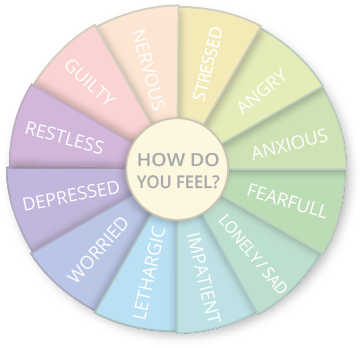 HOW DO
YOU FEEL?
STRESSED
ANGRY
ANXIOUS
FEARFULL
LONELY/ SAD
IMPATIENT
LETHARGIC
WORRIED
DEPRESSED
RESTLESS
GUILTY
NERVOUS